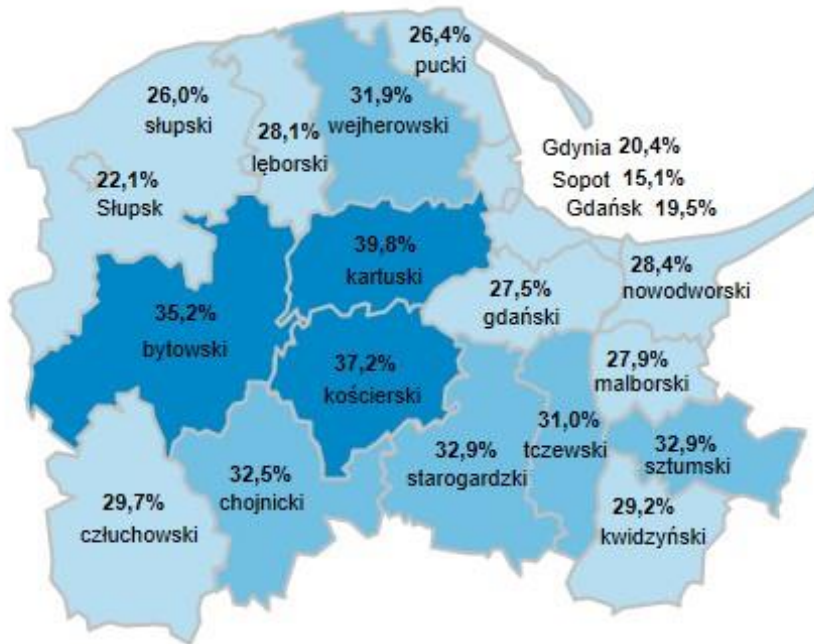 26,4%
pucki
26,0%
słupski
31,9%
wejherowski
28,1%
lęborski
Gdynia 20,4%
Sopot 15,1%
Gdańsk 19,5%
22,1%
Słupsk
39,8%
kartuski
28,4%
nowodworski
27,5%
gdański
35,2%
bytowski
37,2%
kościerski
27,9%
malborski
31,0%
tczewski
32,9%
sztumski
32,9%
starogardzki
32,5%
chojnicki
29,7%
człuchowski
29,2%
kwidzyński